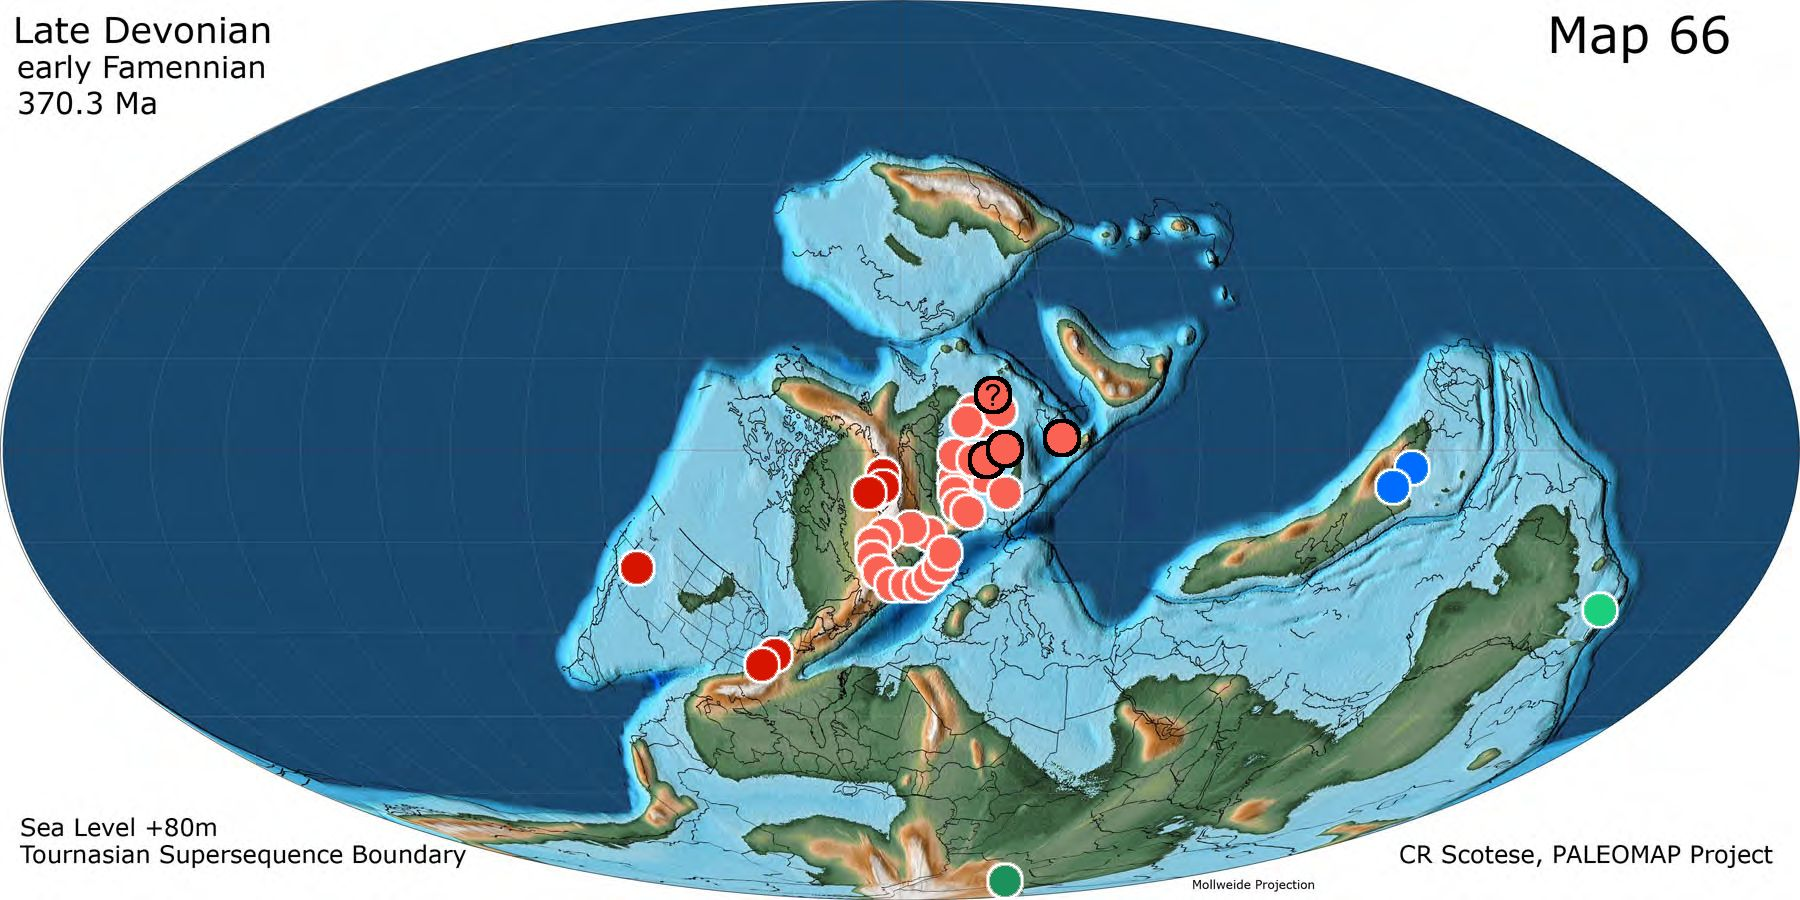 Late Devonian
early Famennian
370.3 Ma
Map 66
?
Sea Level +80m
Tournasian Supersequence Boundary
CR Scotese, PALEOMAP Project
Mollweide Projection